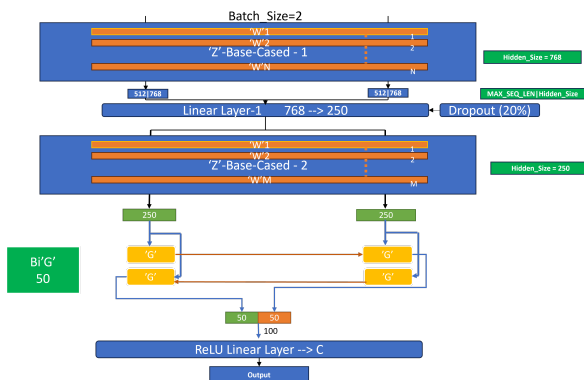 Batch_Size=2
'W'1
1
'W'2
2
'Z'-Base-Cased - 1
'W'N
N
Hidden_Size = 768
512|768
512|768
MAX_SEQ_LEN|Hidden_Size
Linear Layer-1 768 --> 250
Dropout (20%)
'W'1
1
'W'2
2
'Z'-Base-Cased - 2
'W'M
M
Hidden_Size = 250
250
250
'G'
'G'
Bi'G'
50
'G'
'G'
50
50
100
ReLU Linear Layer --> C
Output